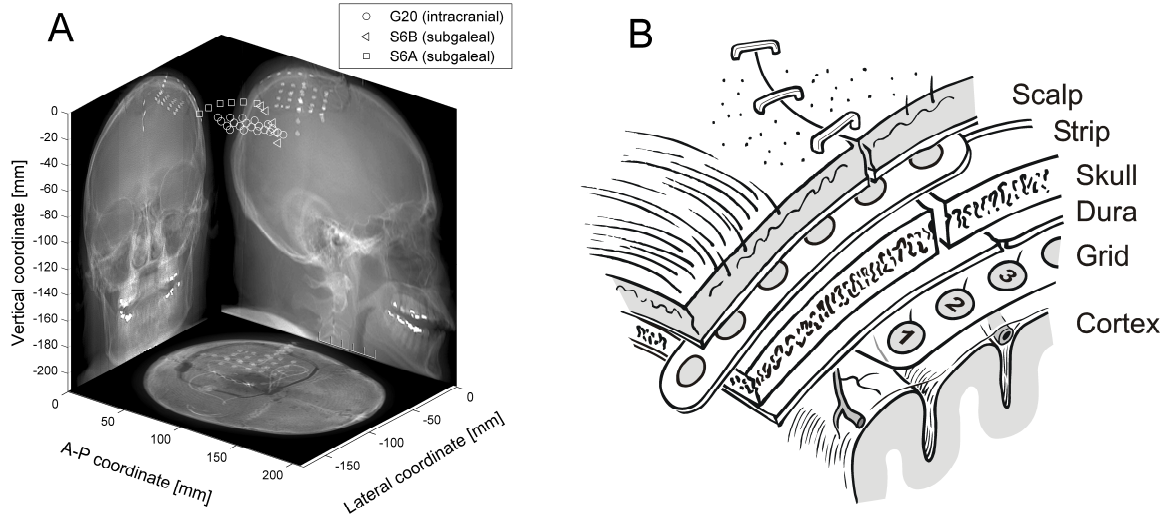 A
G20 (intracranial)
S6B (subgaleal)
S6A (subgaleal)
0
-20
-40
-60
-80
-100
-120
-140
-160
-180
-200
Vertical coordinate [mm]
0
50
100
150
200
A-P coordinate [mm]
-150
-100
-50
0
Lateral coordinate [mm]
B
Scalp
Strip
Skull
Dura
Grid
Cortex
1
2
3